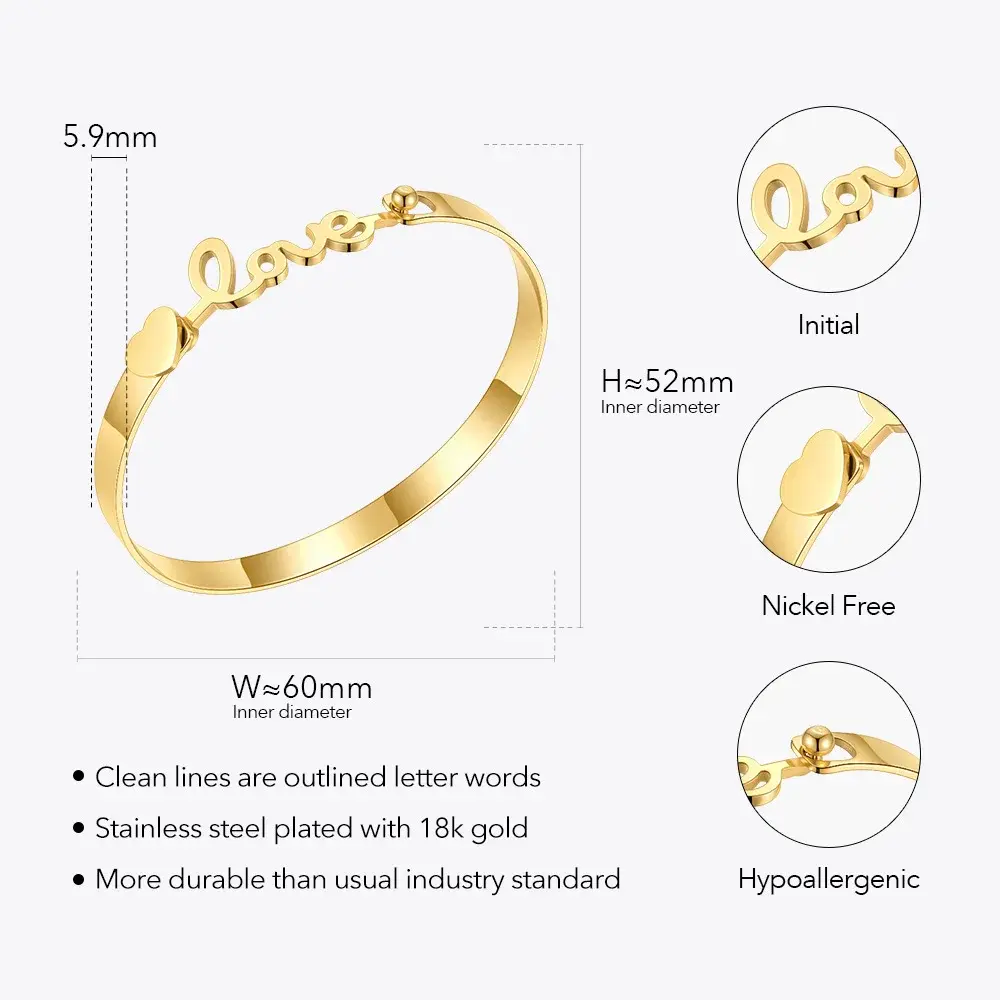 5.9mm
love
H≈52mm
Inner diameter
W≈60mm
Inner diameter
• Clean lines are outlined letter words
• Stainless steel plated with 18k gold
• More durable than usual industry standard
Initial
Nickel Free
Hypoallergenic